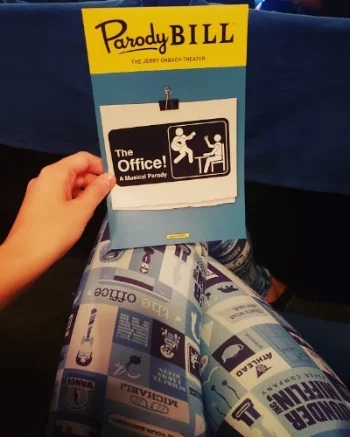 ParodyBILL
THE JERRY ORBACH THEATER
The
Office!
A Musical Parody
the office
MICHAEL!
ATHLEAD
DUNDER
MIFFLIN
PAPER COMPANY